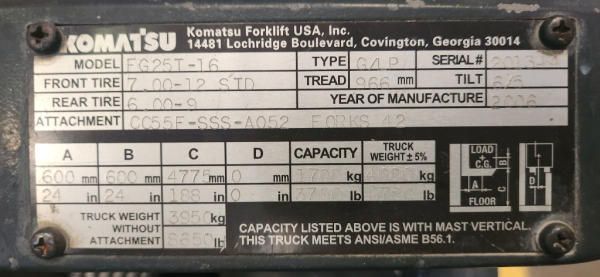 KOMATSU Komatsu Forklift USA, Inc.
14481 Lochridge Boulevard, Covington, Georgia 30014
MODEL FG25T-16 TYPE G4P SERIAL#
FRONT TIRE 7.00-12 STD TREAD 966 mm TILT 6/6
REAR TIRE 6.00-9 YEAR OF MANUFACTURE 2006
ATTACHMENT CC55F-SSS-A052 FORKS 42
A B C D CAPACITY TRUCK WEIGHT ± 5%
600 mm 600 mm 4775 mm 0 mm kg kg
24 in 24 in 188 in 0 in lb lb
TRUCK WEIGHT WITHOUT ATTACHMENT 3950 kg
lb
LOAD C.G. B A C D FLOOR
CAPACITY LISTED ABOVE IS WITH MAST VERTICAL.
THIS TRUCK MEETS ANSI/ASME B56.1.